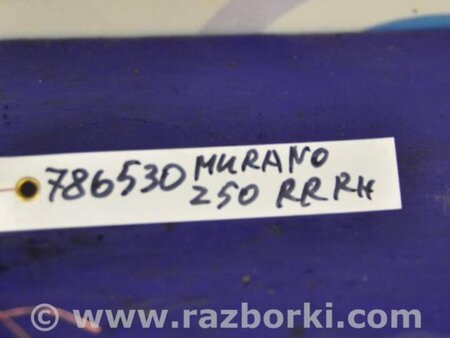 786530 MURANO
Z50 RR RH
© www.razborki.com